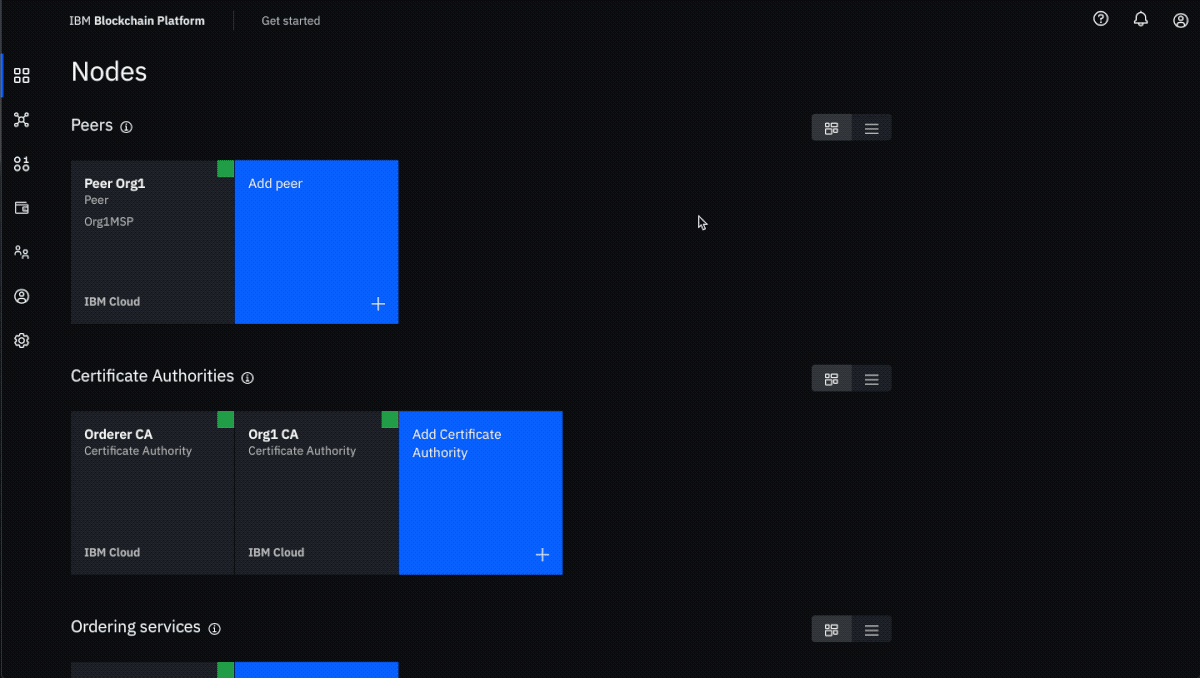 IBM Blockchain Platform
Get started
Nodes
Peers
Peer Org1
Peer
Org1MSP
IBM Cloud
Add peer
Certificate Authorities
Orderer CA
Certificate Authority
IBM Cloud
Org1 CA
Certificate Authority
IBM Cloud
Add Certificate
Authority
Ordering services